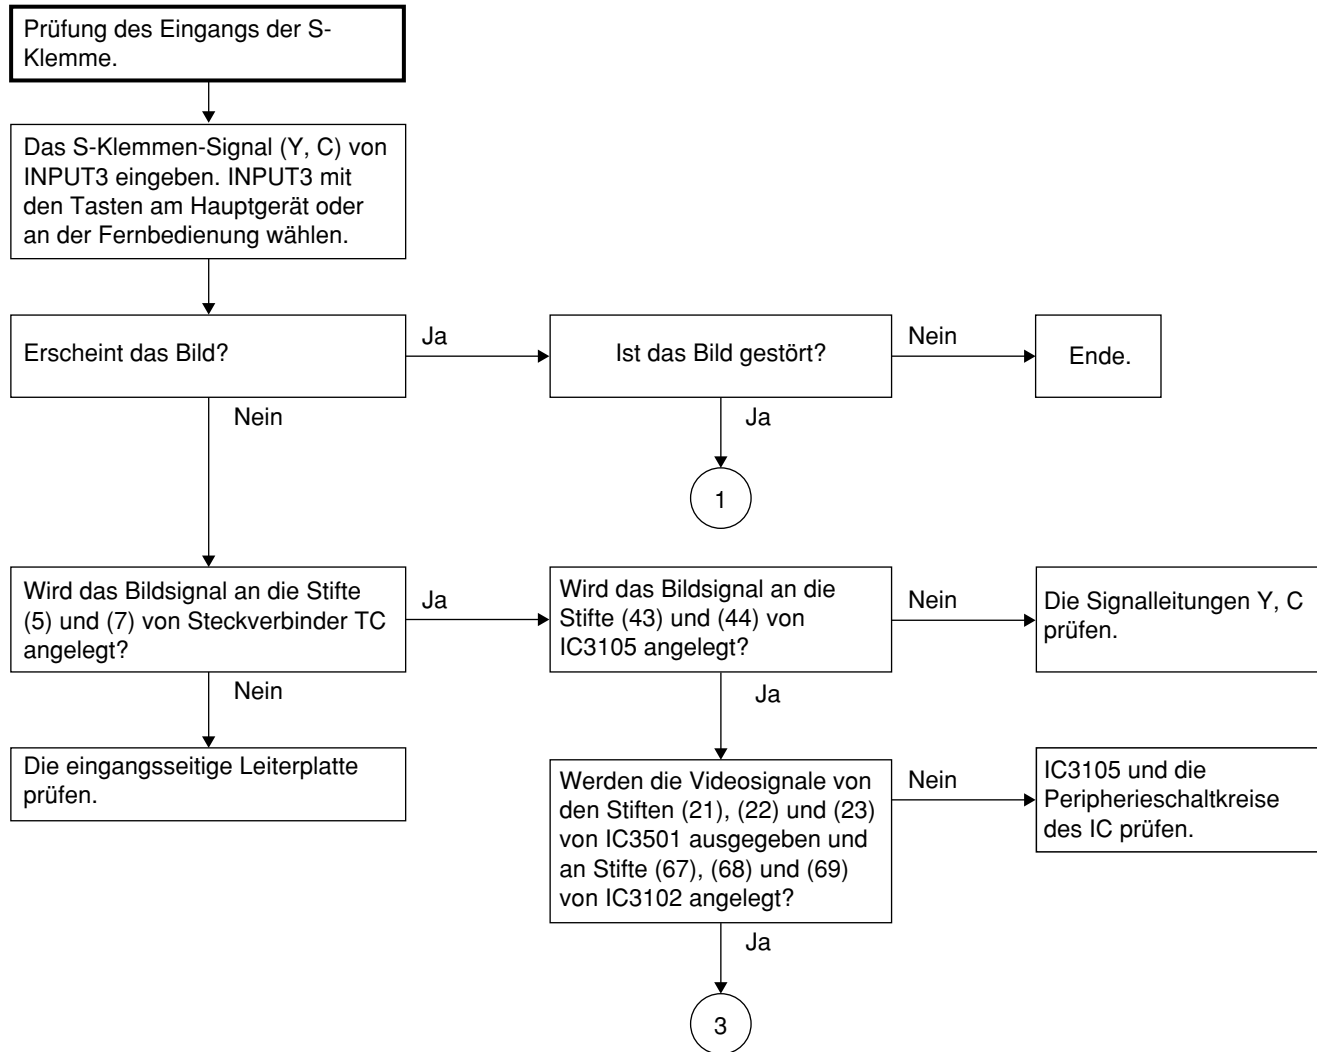 Prüfung des Eingangs der S-
Klemme.
Das S-Klemmen-Signal (Y, C) von
INPUT3 eingeben. INPUT3 mit
den Tasten am Hauptgerät oder
an der Fernbedienung wählen.
Erscheint das Bild?
Ja
Ist das Bild gestört?
Nein
Ende.
Nein
Ja
1
Wird das Bildsignal an die Stifte
(5) und (7) von Steckverbinder TC
angelegt?
Ja
Wird das Bildsignal an die
Stifte (43) und (44) von
IC3105 angelegt?
Nein
Die Signalleitungen Y, C
prüfen.
Nein
Ja
Die eingangsseitige Leiterplatte
prüfen.
Werden die Videosignale von
den Stiften (21), (22) und (23)
von IC3501 ausgegeben und
an Stifte (67), (68) und (69)
von IC3102 angelegt?
Nein
IC3105 und die
Peripherieschaltkreise
des IC prüfen.
Ja
3